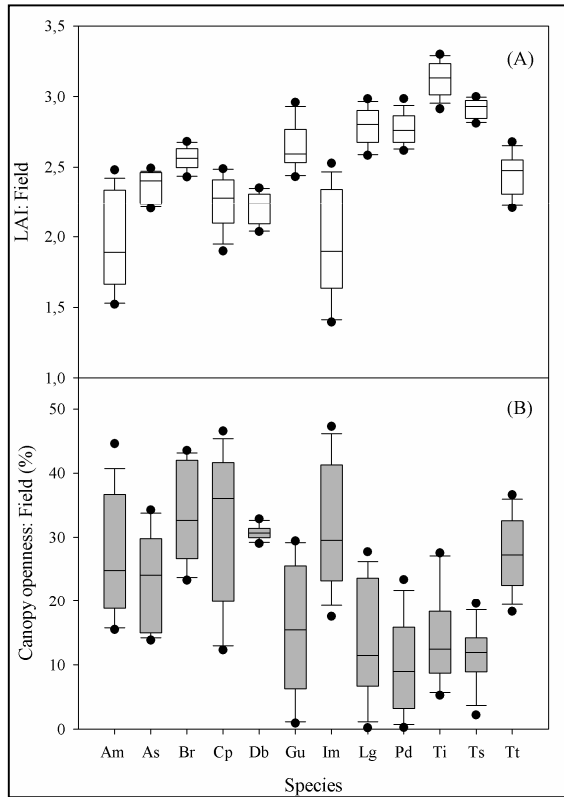 3,5
(A)
3,0
2,5
2,0
1,5
1,0
LAI: Field
(B)
50
40
30
20
10
0
Canopy openness: Field (%)
Am As Br Cp Db Gu Im Lg Pd Ti Ts Tt
Species